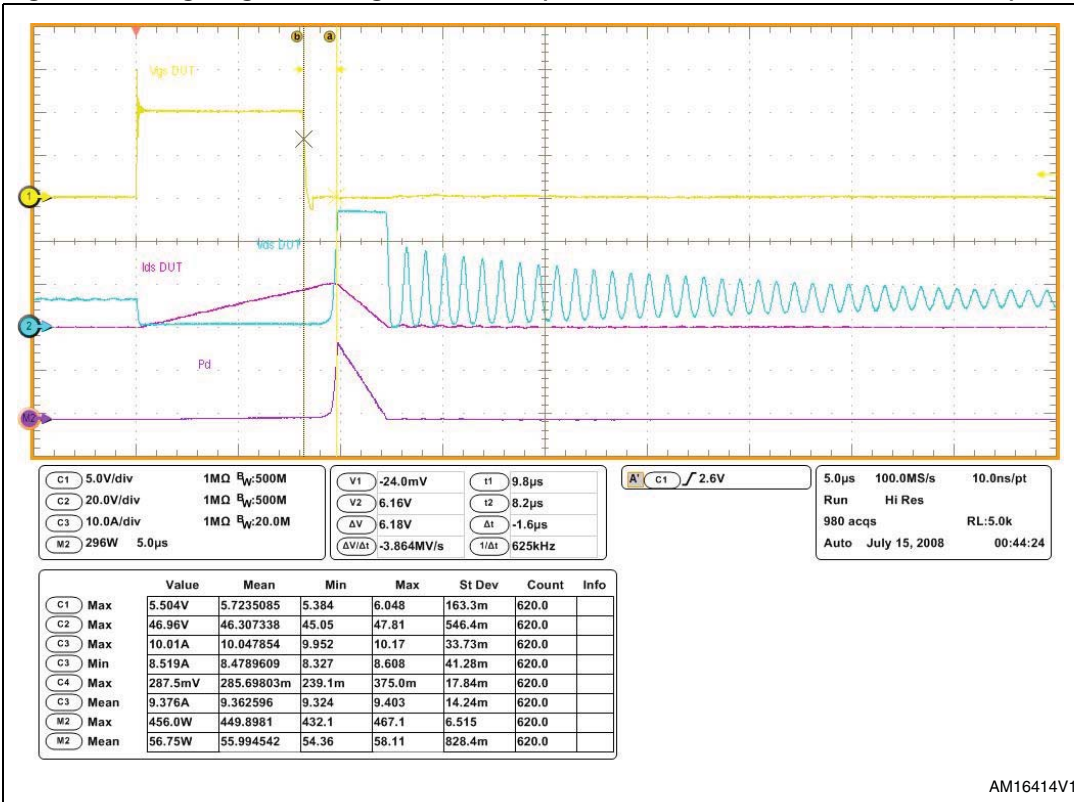 b a
Vgs DUT
1
Vds DUT
Ids DUT
2
Pd
M2
C1 5.0V/div 1MΩ BW:500M
C2 20.0V/div 1MΩ BW:500M
C3 10.0A/div 1MΩ BW:20.0M
M2 296W 5.0µs
V1 -24.0mV t1 9.8µs
V2 6.16V t2 8.2µs
ΔV 6.18V Δt -1.6µs
ΔV/Δt -3.864MV/s 1/Δt 625kHz
A' C1 2.6V
5.0µs 100.0MS/s 10.0ns/pt
Run Hi Res
980 acqs RL:5.0k
Auto July 15, 2008 00:44:24
Value Mean Min Max St Dev Count Info
C1 Max 5.504V 5.7235085 5.384 6.048 163.3m 620.0
C2 Max 46.96V 46.307338 45.05 47.81 546.4m 620.0
C3 Max 10.01A 10.047854 9.952 10.17 33.73m 620.0
C3 Min 8.519A 8.4789609 8.327 8.608 41.28m 620.0
C4 Max 287.5mV 285.69803m 239.1m 375.0m 17.84m 620.0
C3 Mean 9.376A 9.362596 9.324 9.403 14.24m 620.0
M2 Max 456.0W 449.8981 432.1 467.1 6.515 620.0
M2 Mean 56.75W 55.994542 54.36 58.11 828.4m 620.0
AM16414V1